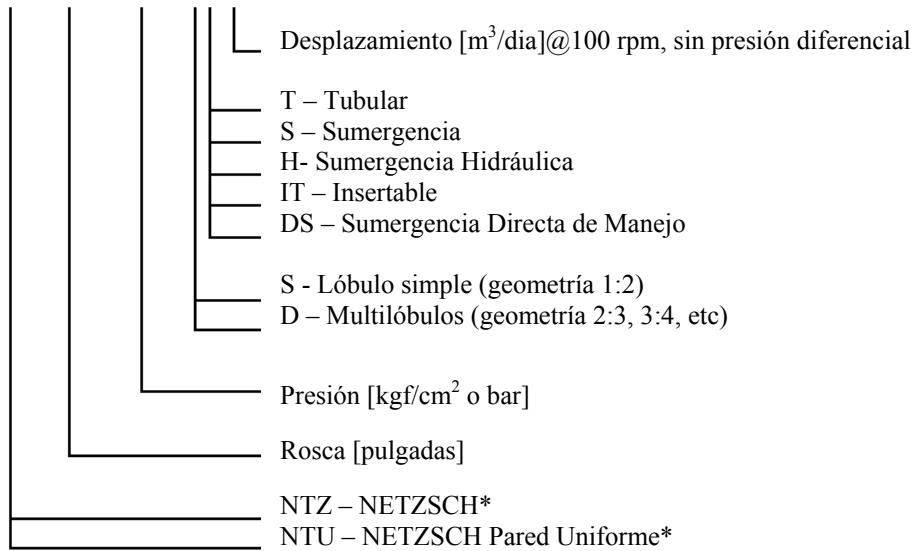 Desplazamiento [m³/dia]@100 rpm, sin presión diferencial
T – Tubular
S – Sumergencia
H- Sumergencia Hidráulica
IT – Insertable
DS – Sumergencia Directa de Manejo
S - Lóbulo simple (geometría 1:2)
D – Multilóbulos (geometría 2:3, 3:4, etc)
Presión [kgf/cm² o bar]
Rosca [pulgadas]
NTZ – NETZSCH*
NTU – NETZSCH Pared Uniforme*